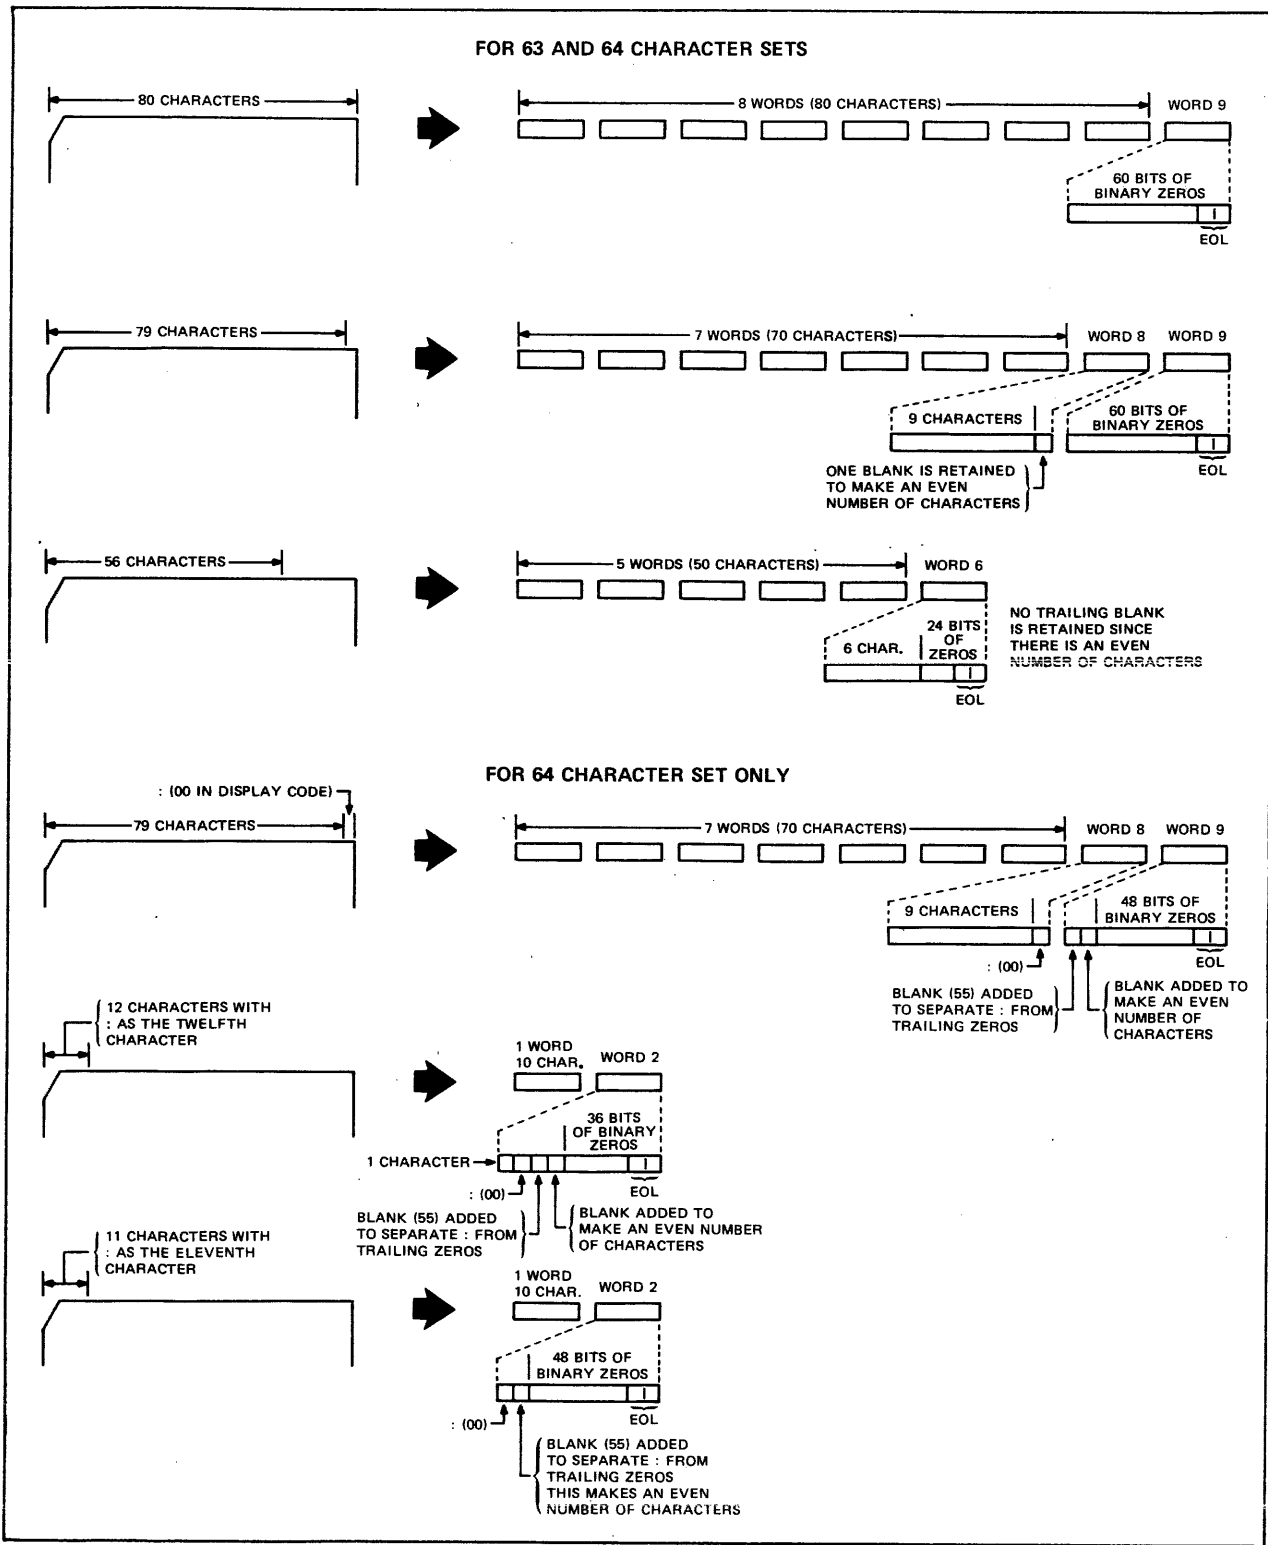 FOR 63 AND 64 CHARACTER SETS
80 CHARACTERS
8 WORDS (80 CHARACTERS)
WORD 9
60 BITS OF
BINARY ZEROS
EOL
79 CHARACTERS
7 WORDS (70 CHARACTERS)
WORD 8
WORD 9
9 CHARACTERS
60 BITS OF
BINARY ZEROS
EOL
ONE BLANK IS RETAINED
TO MAKE AN EVEN
NUMBER OF CHARACTERS
56 CHARACTERS
5 WORDS (50 CHARACTERS)
WORD 6
6 CHAR.
24 BITS
OF
ZEROS
EOL
NO TRAILING BLANK
IS RETAINED SINCE
THERE IS AN EVEN
NUMBER OF CHARACTERS
FOR 64 CHARACTER SET ONLY
: (00 IN DISPLAY CODE)
79 CHARACTERS
7 WORDS (70 CHARACTERS)
WORD 8
WORD 9
9 CHARACTERS
48 BITS OF
BINARY ZEROS
: (00)
EOL
BLANK (55) ADDED
TO SEPARATE : FROM
TRAILING ZEROS
BLANK ADDED TO
MAKE AN EVEN
NUMBER OF
CHARACTERS
12 CHARACTERS WITH
: AS THE TWELFTH
CHARACTER
1 WORD
10 CHAR.
WORD 2
36 BITS
OF BINARY
ZEROS
1 CHARACTER
: (00)
EOL
BLANK (55) ADDED
TO SEPARATE : FROM
TRAILING ZEROS
BLANK ADDED TO
MAKE AN EVEN NUMBER
OF CHARACTERS
11 CHARACTERS WITH
: AS THE ELEVENTH
CHARACTER
1 WORD
10 CHAR.
WORD 2
48 BITS OF
BINARY ZEROS
: (00)
EOL
BLANK (55) ADDED
TO SEPARATE : FROM
TRAILING ZEROS
THIS MAKES AN EVEN
NUMBER OF CHARACTERS